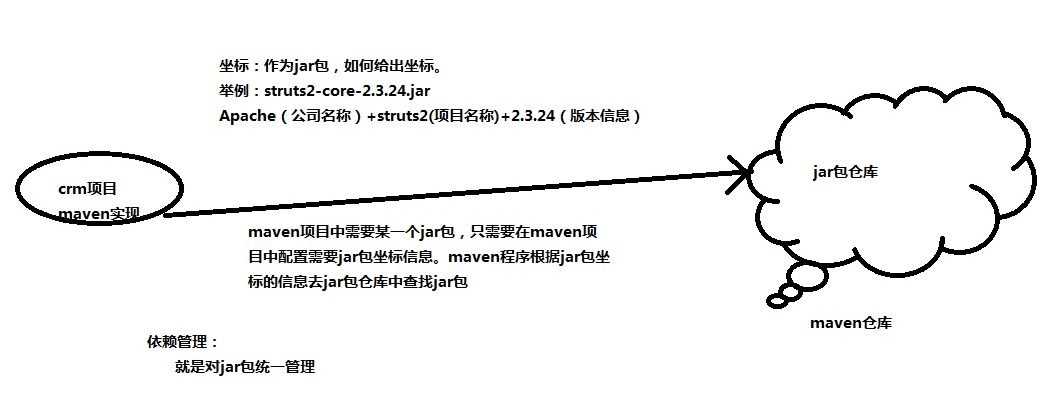 坐标：作为jar包，如何给出坐标。
举例：struts2-core-2.3.24.jar
Apache（公司名称）+struts2(项目名称)+2.3.24（版本信息）
crm项目
maven实现
jar包仓库
maven项目中需要某一个jar包，只需要在maven项
目中配置需要jar包坐标信息。maven程序根据jar包坐
标的信息去jar包仓库中查找jar包
maven仓库
依赖管理：
就是对jar包统一管理